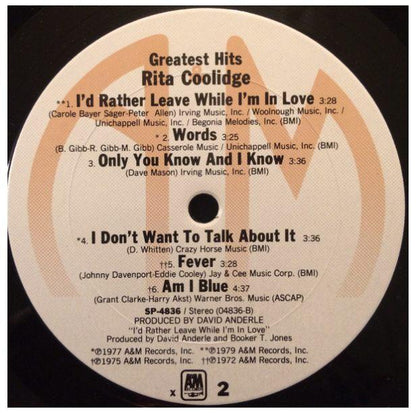 Greatest Hits
Rita Coolidge
**1. I'd Rather Leave While I'm In Love 3:28
(Carole Bayer Sager-Peter Allen) Irving Music, Inc. / Woolnough Music, Inc. /
Unichappell Music, Inc. / Begonia Melodies, Inc. (BMI)
* 2. Words 3:25
(B. Gibb-R. Gibb-M. Gibb) Casserole Music / Unichappell Music, Inc. (BMI)
3. Only You Know And I Know 3:36
(Dave Mason) Irving Music, Inc. (BMI)
*4. I Don't Want To Talk About It 3:36
(D. Whitten) Crazy Horse Music (BMI)
††5. Fever 3:28
(Johnny Davenport-Eddie Cooley) Jay & Cee Music Corp. (BMI)
†6. Am I Blue 4:37
(Grant Clarke-Harry Akst) Warner Bros. Music (ASCAP)
SP-4836 / Stereo (04836-B)
PRODUCED BY DAVID ANDERLE
"I'd Rather Leave While I'm In Love"
Produced by David Anderle and Booker T. Jones
*℗1977 A&M Records, Inc. **℗1979 A&M Records, Inc.
†℗1975 A&M Records, Inc. ††℗1972 A&M Records, Inc.
x A&M RECORDS 2